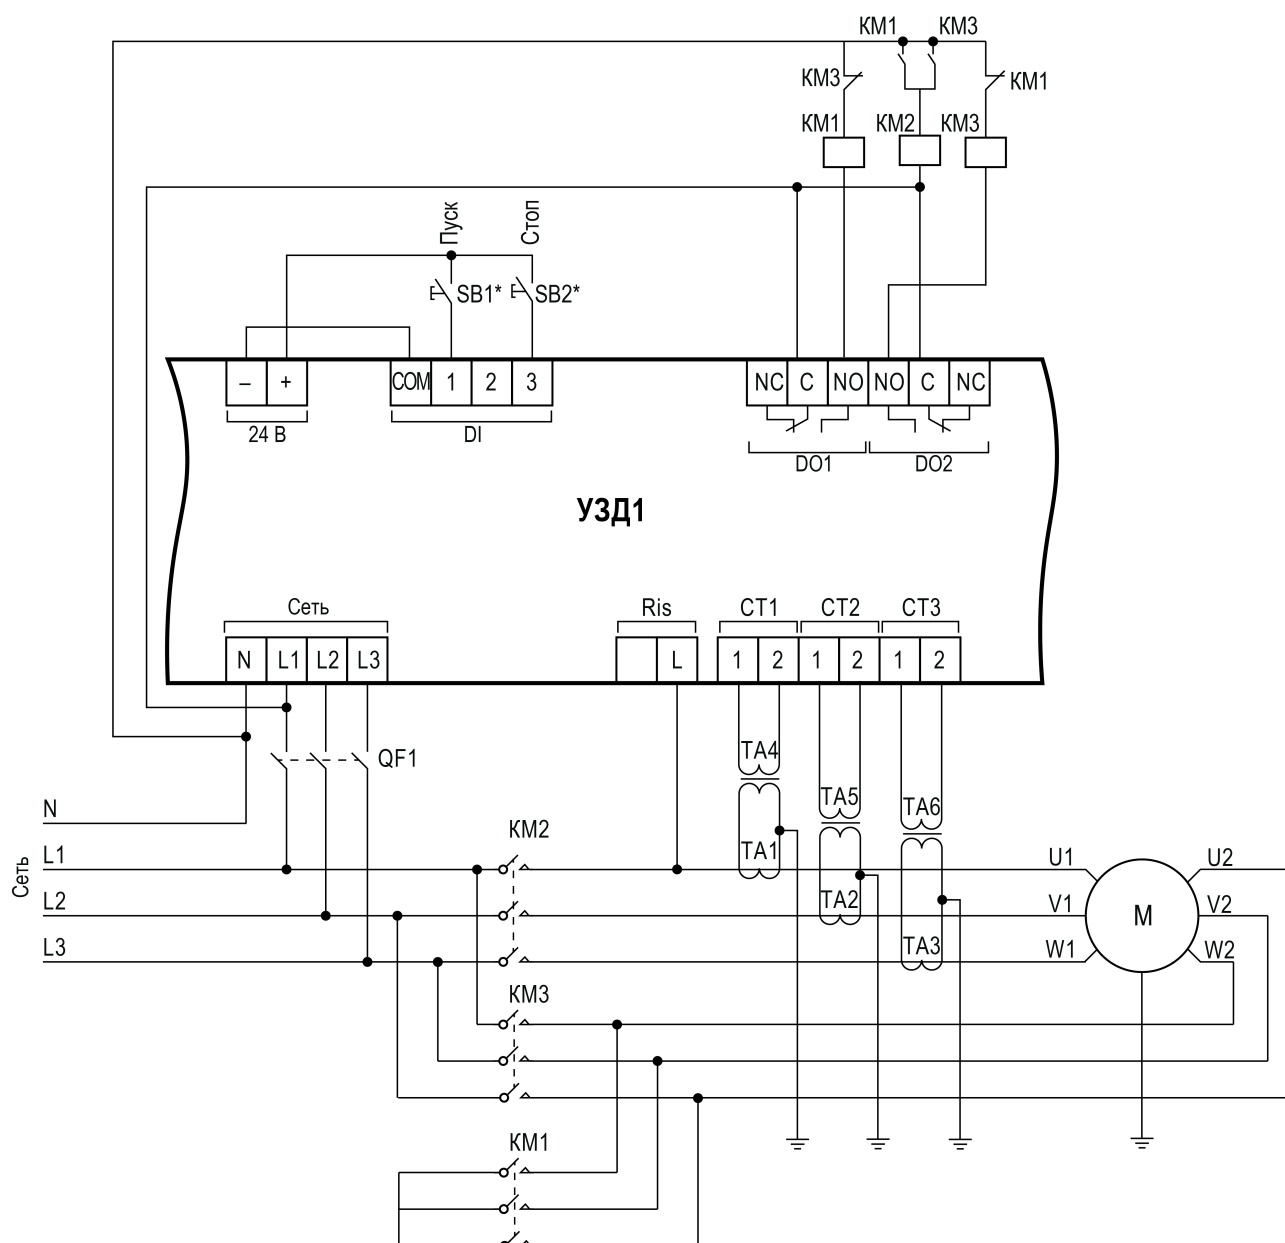 КМ1 КМ3
КМ3 КМ1
КМ1 КМ2 КМ3
Пуск Стоп
SB1* SB2*
– + COM 1 2 3 NC C NO NO C NC
24 В DI DO1 DO2
УЗД1
Сеть Ris CT1 CT2 CT3
N L1 L2 L3 L 1 2 1 2 1 2
QF1
TA4
TA5
TA6
N
КМ2
TA1
L1 U1 U2
Сеть
L2 TA2 V1 M V2
L3 TA3 W1 W2
КМ3
КМ1